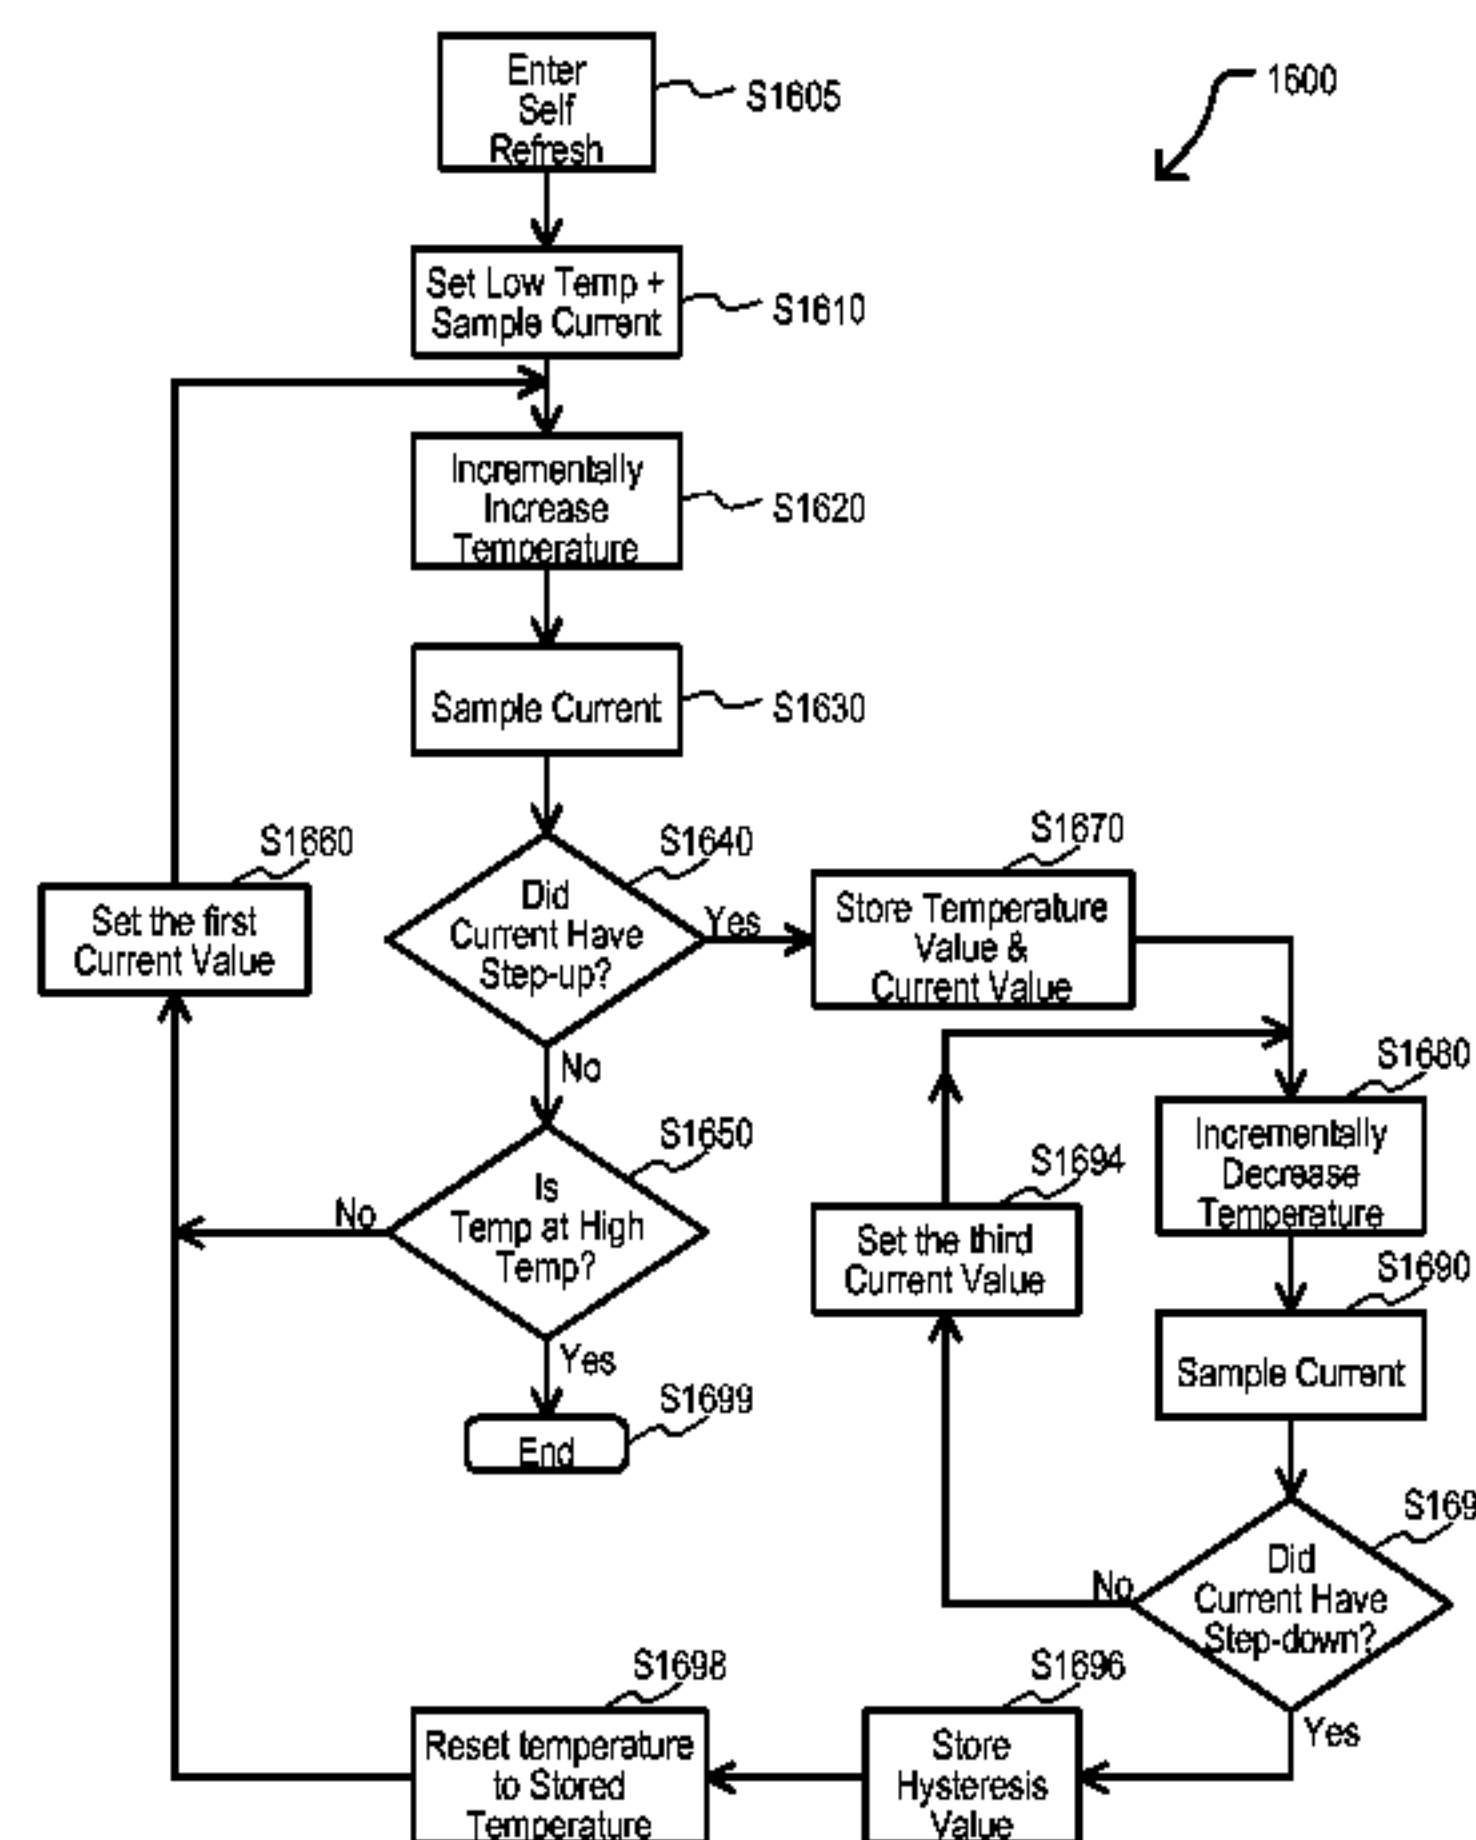 Enter
Self
Refresh
S1605
1600
Set Low Temp +
Sample Current
S1610
Incrementally
Increase
Temperature
S1620
Sample Current
S1630
S1660
Set the first
Current Value
S1640
Did
Current Have
Step-up?
Yes
No
S1670
Store Temperature
Value &
Current Value
S1650
Is
Temp at High
Temp?
No
Yes
S1699
End
S1680
Incrementally
Decrease
Temperature
S1694
Set the third
Current Value
S1690
Sample Current
S169
Did
Current Have
Step-down?
No
Yes
S1696
Store
Hysteresis
Value
S1698
Reset temperature
to Stored
Temperature